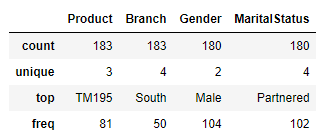 Product Branch Gender MaritalStatus
count 183 183 180 180
unique 3 4 2 4
top TM195 South Male Partnered
freq 81 50 104 102